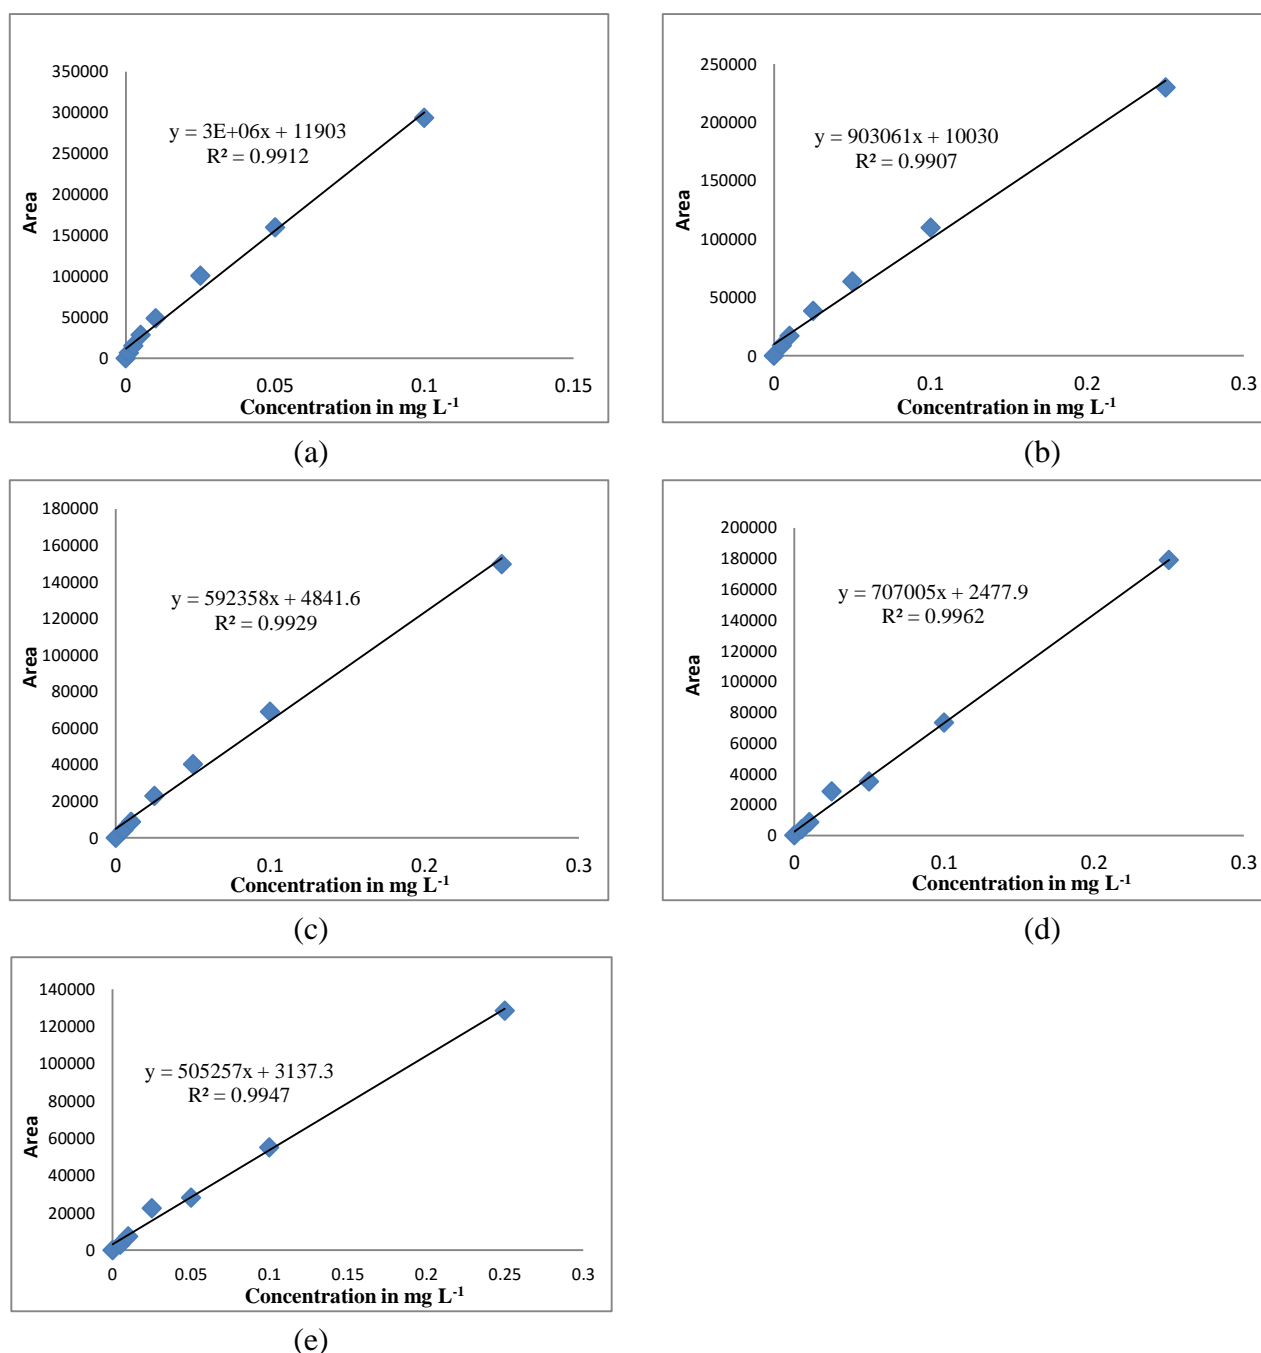 350000
300000
250000
200000
150000
100000
50000
0
Area
y = 3E+06x + 11903
R² = 0.9912
0 0.05 0.1 0.15
Concentration in mg L-1
(a)
250000
200000
150000
100000
50000
0
Area
y = 903061x + 10030
R² = 0.9907
0 0.1 0.2 0.3
Concentration in mg L-1
(b)
180000
160000
140000
120000
100000
80000
60000
40000
20000
0
Area
y = 592358x + 4841.6
R² = 0.9929
0 0.1 0.2 0.3
Concentration in mg L-1
(c)
200000
180000
160000
140000
120000
100000
80000
60000
40000
20000
0
Area
y = 707005x + 2477.9
R² = 0.9962
0 0.1 0.2 0.3
Concentration in mg L-1
(d)
140000
120000
100000
80000
60000
40000
20000
0
Area
y = 505257x + 3137.3
R² = 0.9947
0 0.05 0.1 0.15 0.2 0.25 0.3
Concentration in mg L-1
(e)